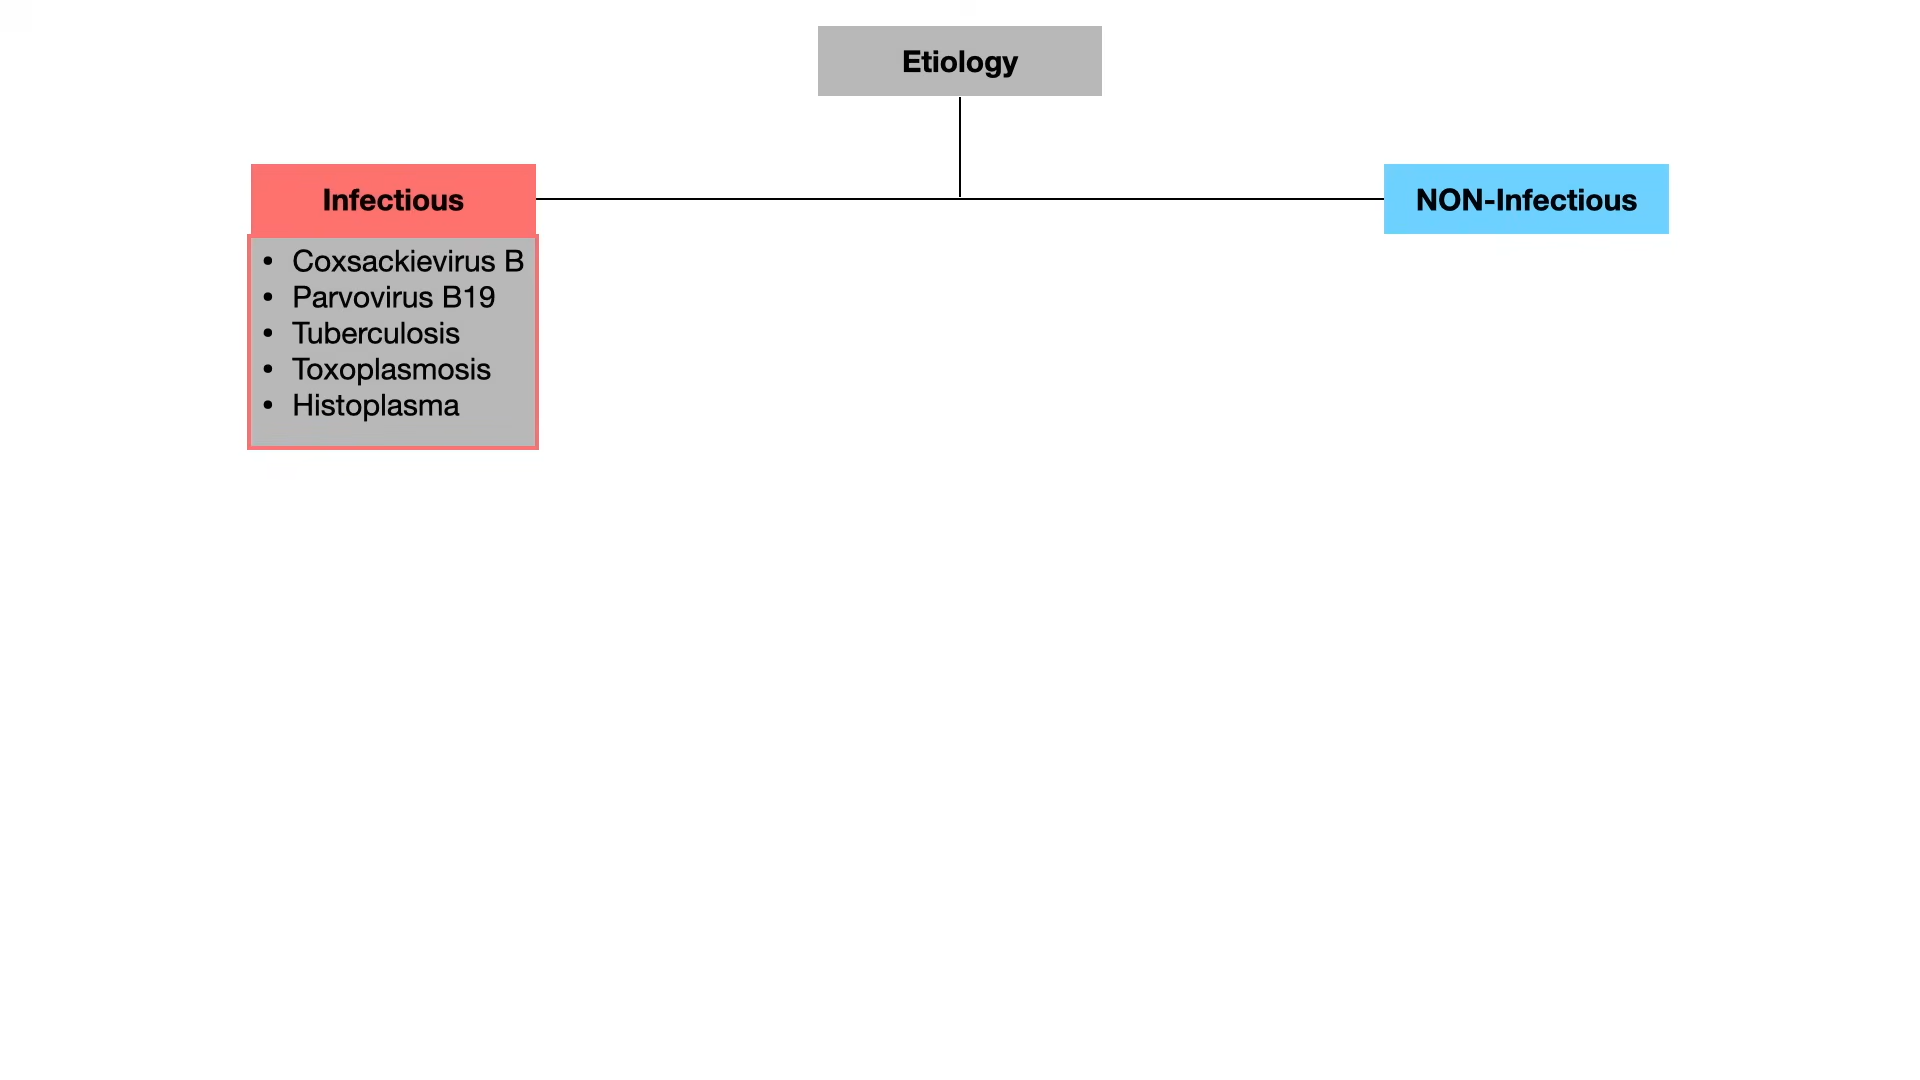 Etiology
Infectious
NON-Infectious
• Coxsackievirus B
• Parvovirus B19
• Tuberculosis
• Toxoplasmosis
• Histoplasma